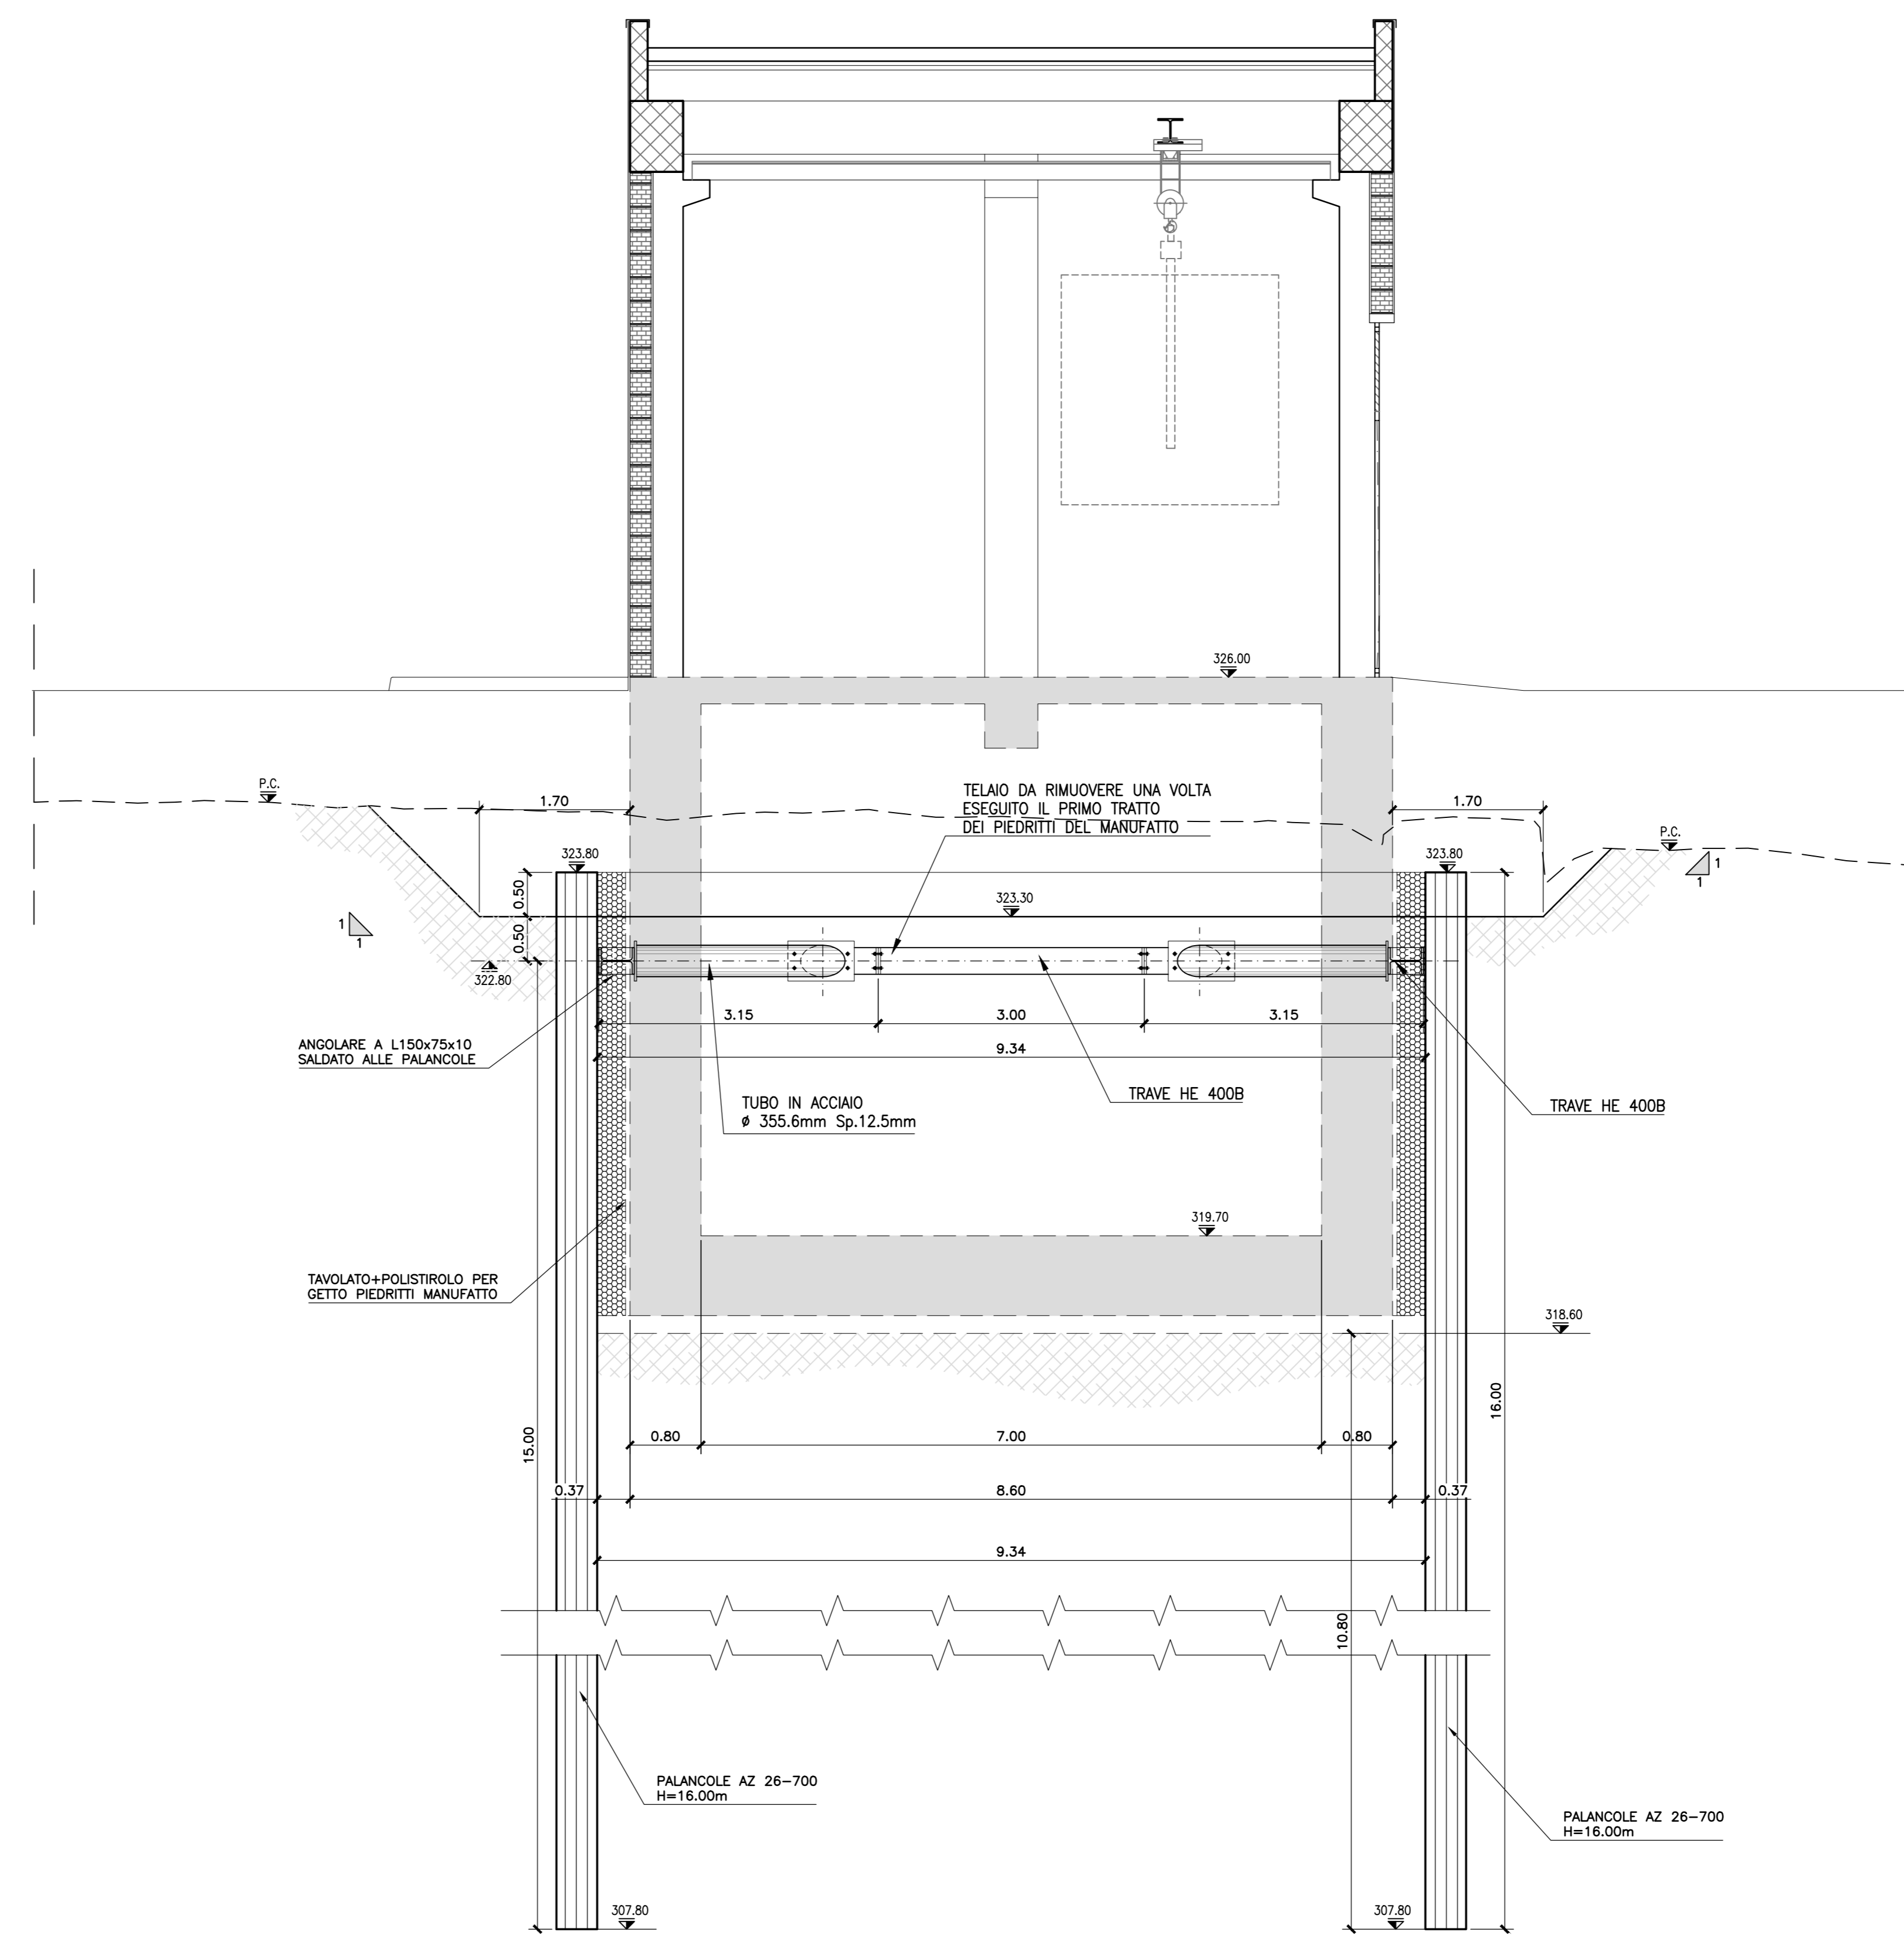 326.00
P.C.
TELAIO DA RIMUOVERE UNA VOLTA
ESEGUITO IL PRIMO TRATTO
DEI PIEDRITTI DEL MANUFATTO
1.70
1.70
P.C.
323.80
323.80
1
1
0.50
323.30
1
1
0.50
322.80
3.15
3.00
3.15
ANGOLARE A L150x75x10
SALDATO ALLE PALANCOLE
9.34
TRAVE HE 400B
TUBO IN ACCIAIO
ø 355.6mm Sp.12.5mm
TRAVE HE 400B
319.70
TAVOLATO+POLISTIROLO PER
GETTO PIEDRITTI MANUFATTO
318.60
16.00
15.00
0.80
7.00
0.80
0.37
8.60
0.37
9.34
10.80
PALANCOLE AZ 26-700
H=16.00m
PALANCOLE AZ 26-700
H=16.00m
307.80
307.80